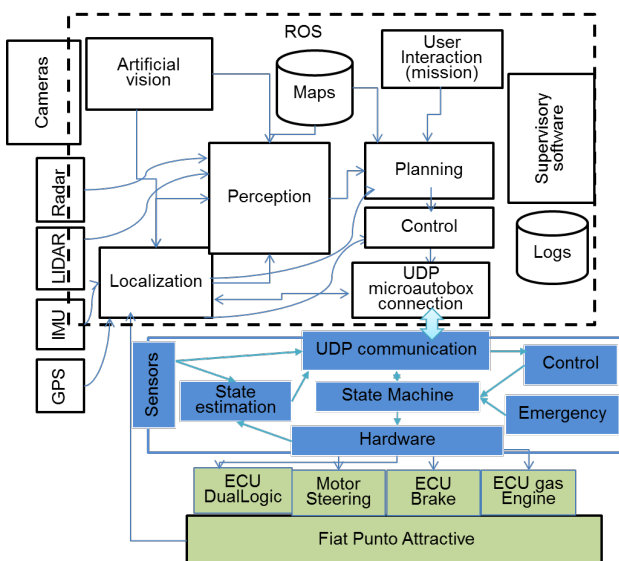 ROS
User
Interaction
(mission)
Artificial
vision
Maps
Cameras
Supervisory
software
Radar
Perception
Planning
LIDAR
Control
Localization
UDP
microautobox
connection
Logs
IMU
GPS
Sensors
UDP communication
Control
State
estimation
State Machine
Emergency
Hardware
ECU
DualLogic
Motor
Steering
ECU
Brake
ECU gas
Engine
Fiat Punto Attractive